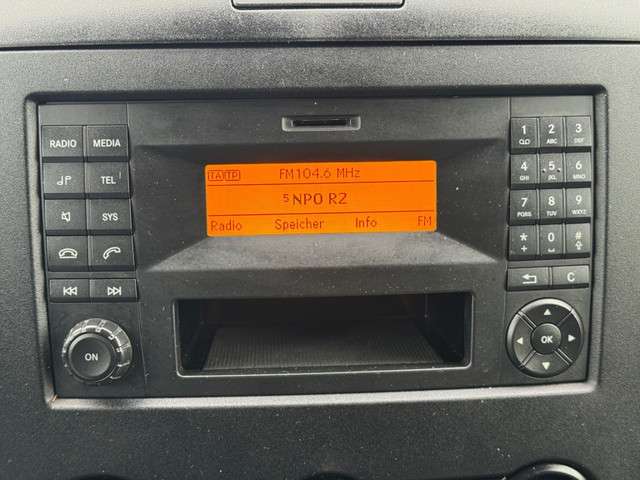 RADIO MEDIA
TEL
SYS
ON
TA TP FM104.6 MHz
5 NPO R2
Radio Speicher Info FM
1 2 ABC 3 DEF
4 GHI 5 JKL 6 MNO
7 PQRS 8 TUV 9 WXYZ
* + 0 #
C
OK